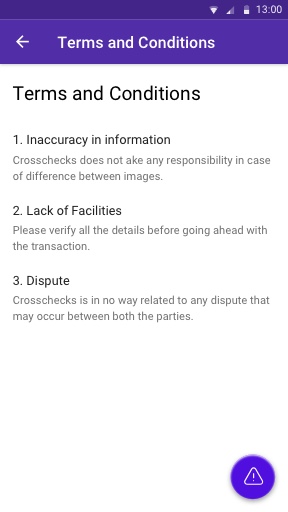 13:00
Terms and Conditions
Terms and Conditions
1. Inaccuracy in information
Crosschecks does not ake any responsibility in case
of difference between images.
2. Lack of Facilities
Please verify all the details before going ahead with
the transaction.
3. Dispute
Crosschecks is in no way related to any dispute that
may occur between both the parties.